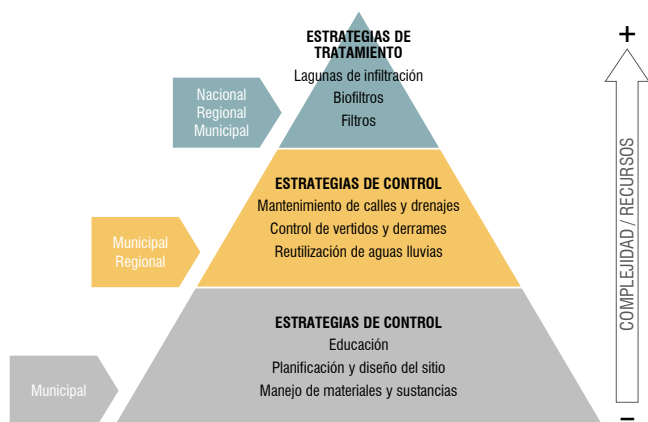 ESTRATEGIAS DE
TRATAMIENTO
Lagunas de infiltración
Biofiltros
Filtros
Nacional
Regional
Municipal
ESTRATEGIAS DE CONTROL
Mantenimiento de calles y drenajes
Control de vertidos y derrames
Reutilización de aguas lluvias
Municipal
Regional
ESTRATEGIAS DE CONTROL
Educación
Planificación y diseño del sitio
Manejo de materiales y sustancias
Municipal
+
COMPLEJIDAD / RECURSOS
–